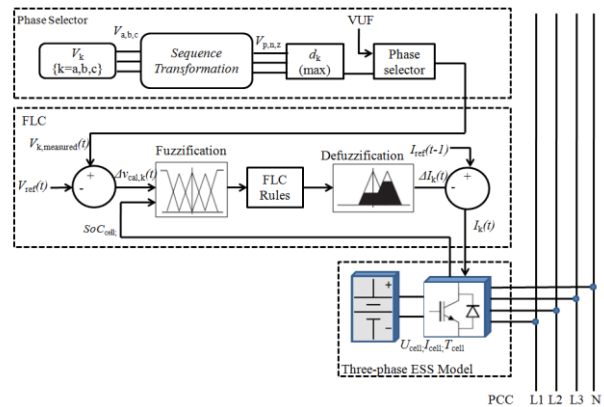 Phase Selector
VUF
V_k
{k=a,b,c}
V_a,b,c
Sequence
Transformation
V_p,n,z
d_k
(max)
Phase
selector
FLC
V_k,measured(t)
V_ref(t)
+
-
Δv_cal,k(t)
Fuzzification
FLC
Rules
Defuzzification
I_ref(t-1)
ΔI_k(t)
+
-
I_k(t)
SoC_cell;
+
-
U_cell;I_cell;T_cell
Three-phase ESS Model
PCC L1 L2 L3 N